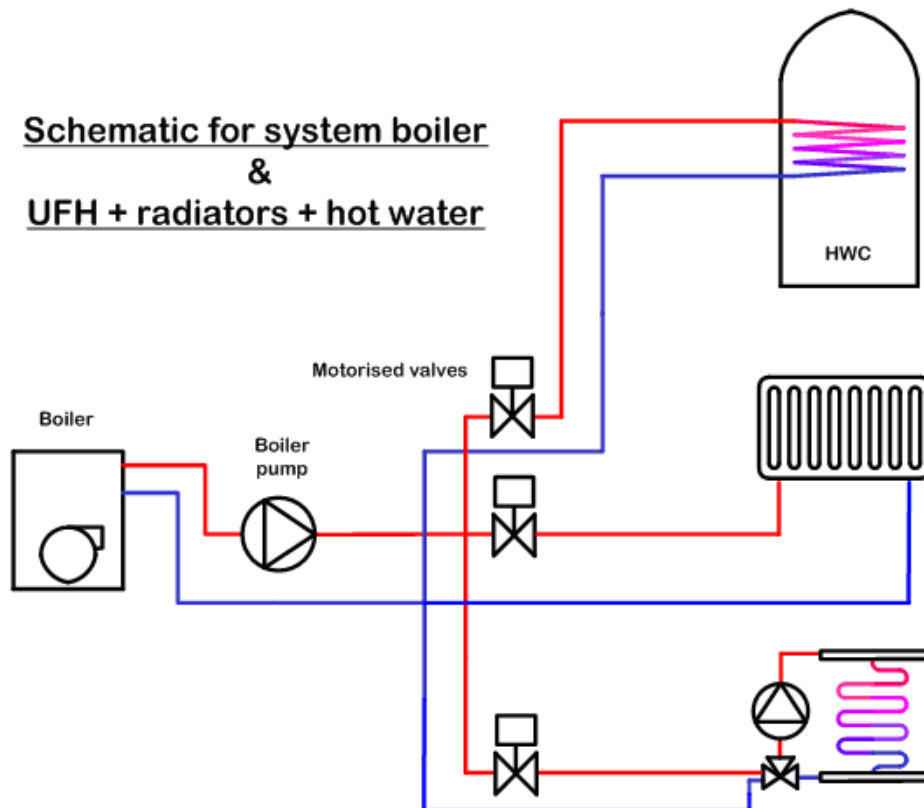 Schematic for system boiler
&
UFH + radiators + hot water
HWC
Motorised valves
Boiler
Boiler
pump